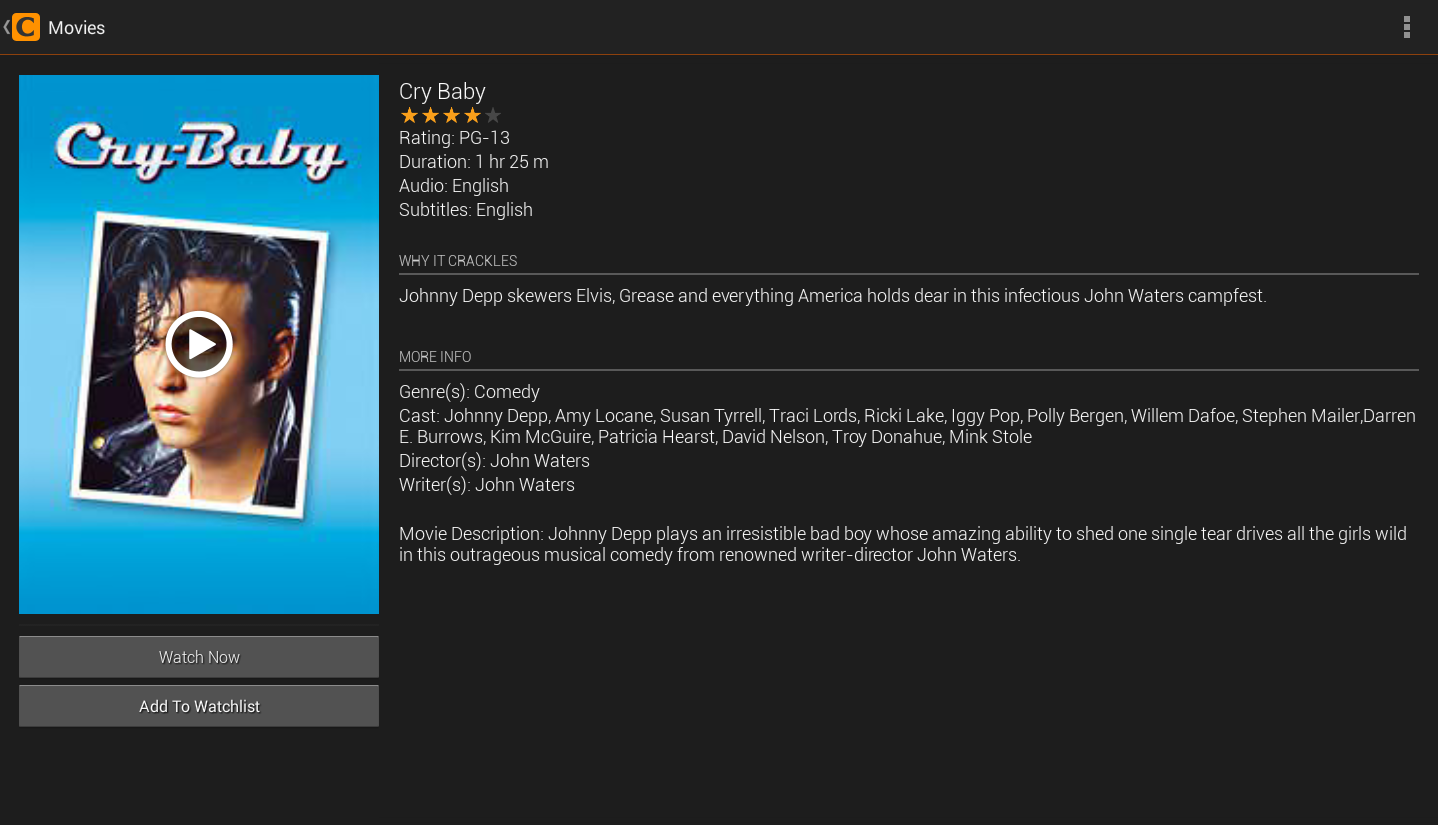 C Movies
Cry Baby
Rating: PG-13
Duration: 1 hr 25 m
Audio: English
Subtitles: English
WHY IT CRACKLES
Johnny Depp skewers Elvis, Grease and everything America holds dear in this infectious John Waters campfest.
MORE INFO
Genre(s): Comedy
Cast: Johnny Depp, Amy Locane, Susan Tyrrell, Traci Lords, Ricki Lake, Iggy Pop, Polly Bergen, Willem Dafoe, Stephen Mailer,Darren
E. Burrows, Kim McGuire, Patricia Hearst, David Nelson, Troy Donahue, Mink Stole
Director(s): John Waters
Writer(s): John Waters
Movie Description: Johnny Depp plays an irresistible bad boy whose amazing ability to shed one single tear drives all the girls wild
in this outrageous musical comedy from renowned writer-director John Waters.
Cry-Baby
Watch Now
Add To Watchlist